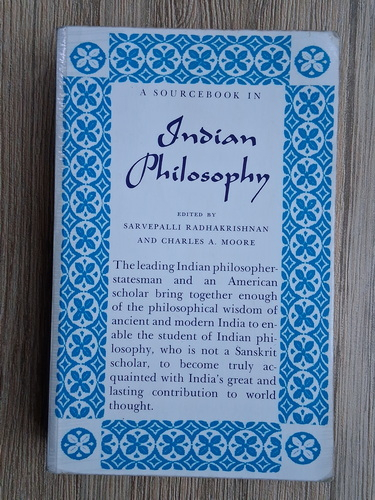 A SOURCEBOOK IN
Indian
Philosophy
EDITED BY
SARVEPALLI RADHAKRISHNAN
AND CHARLES A. MOORE
The leading Indian philosopher-
statesman and an American
scholar bring together enough
of the philosophical wisdom of
ancient and modern India to en-
able the student of Indian phi-
losophy, who is not a Sanskrit
scholar, to become truly ac-
quainted with India's great and
lasting contribution to world
thought.